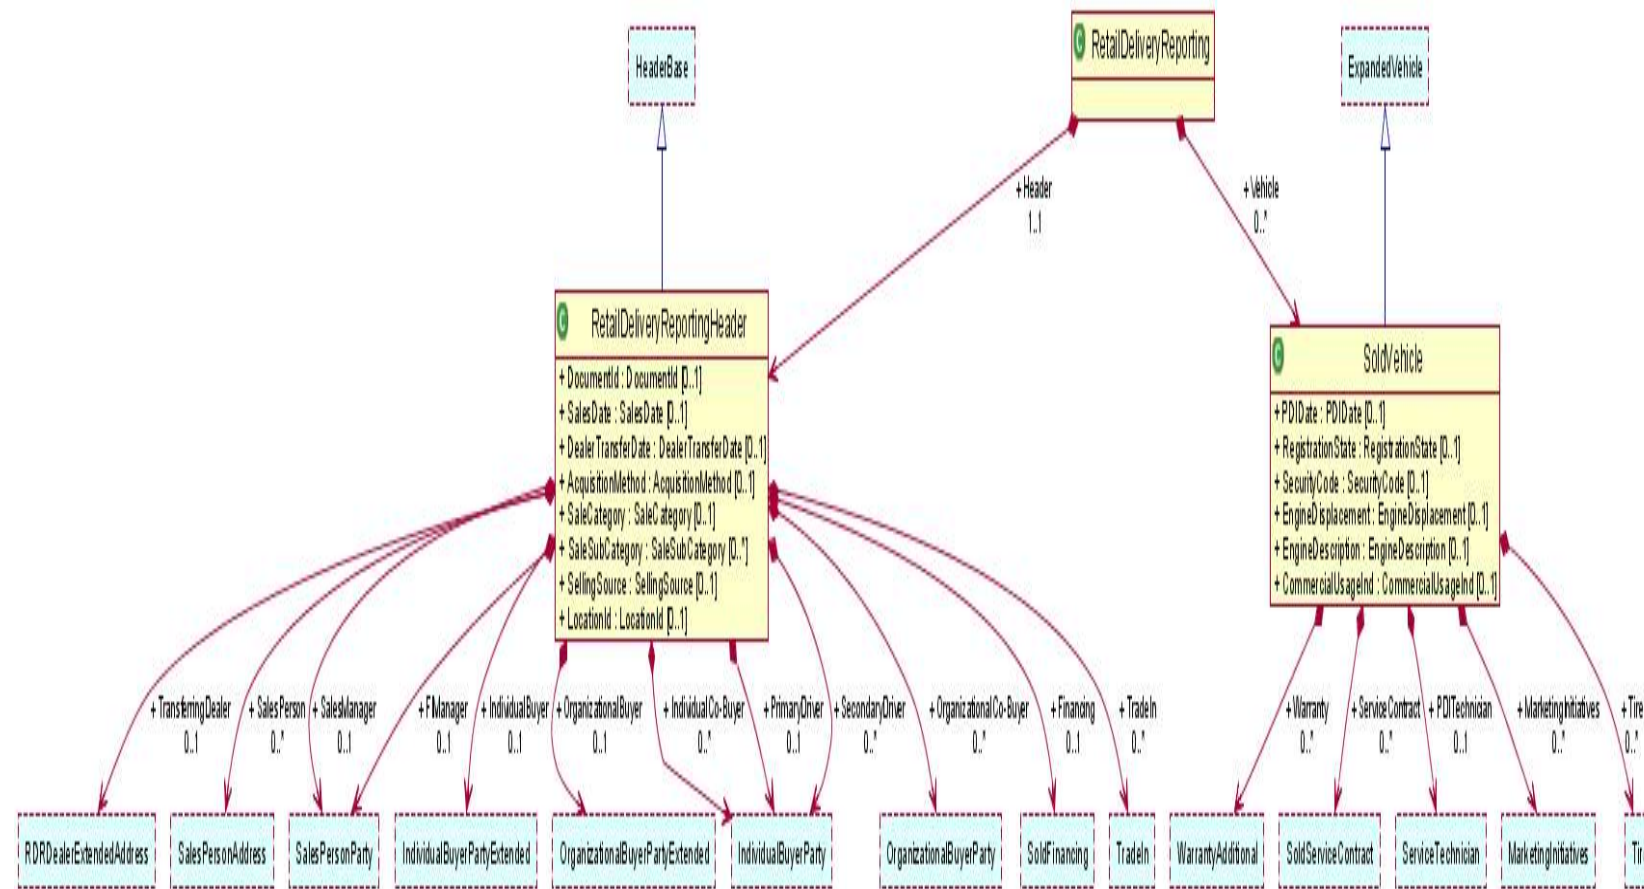 RetailDeliveryReporting
HeaderBase
ExpandedVehicle
+ Header
1..1
+ Vehicle
0..*
RetailDeliveryReportingHeader
+ DocumentId : DocumentId [0..1]
+ SalesDate : SalesDate [0..1]
+ DealerTransferDate : DealerTransferDate [0..1]
+ AcquisitionMethod : AcquisitionMethod [0..1]
+ SaleCategory : SaleCategory [0..1]
+ SaleSubCategory : SaleSubCategory [0..*]
+ SellingSource : SellingSource [0..1]
+ LocationId : LocationId [0..1]
SoldVehicle
+ PDIDate : PDIDate [0..1]
+ RegistrationState : RegistrationState [0..1]
+ SecurityCode : SecurityCode [0..1]
+ EngineDisplacement : EngineDisplacement [0..1]
+ EngineDescription : EngineDescription [0..1]
+ CommercialUsageInd : CommercialUsageInd [0..1]
+ TransferringDealer
0..1
+ SalesPerson
0..*
+ SalesManager
0..1
+ FIManager
0..1
+ IndividualBuyer
0..1
+ OrganizationalBuyer
0..1
+ IndividualCo-Buyer
0..*
+ PrimaryDriver
0..1
+ SecondaryDriver
0..*
+ OrganizationalCo-Buyer
0..*
+ Financing
0..1
+ TradeIn
0..*
+ Warranty
0..*
+ ServiceContract
0..*
+ PDITechnician
0..1
+ MarketingInitiatives
0..*
+ Tire
0..*
RDRDealerExtendedAddress
SalesPersonAddress
SalesPersonParty
IndividualBuyerPartyExtended
OrganizationalBuyerPartyExtended
IndividualBuyerParty
OrganizationalBuyerParty
SoldFinancing
TradeIn
WarrantyAdditional
SoldServiceContract
ServiceTechnician
MarketingInitiatives
Tir